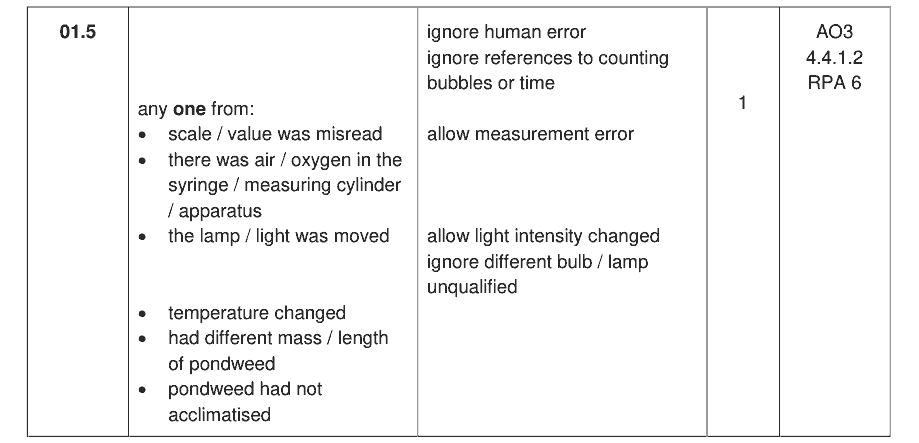 01.5
ignore human error
ignore references to counting
bubbles or time
any one from:
• scale / value was misread
allow measurement error
• there was air / oxygen in the
syringe / measuring cylinder
/ apparatus
• the lamp / light was moved
allow light intensity changed
ignore different bulb / lamp
unqualified
• temperature changed
• had different mass / length
of pondweed
• pondweed had not
acclimatised
1
AO3
4.4.1.2
RPA 6